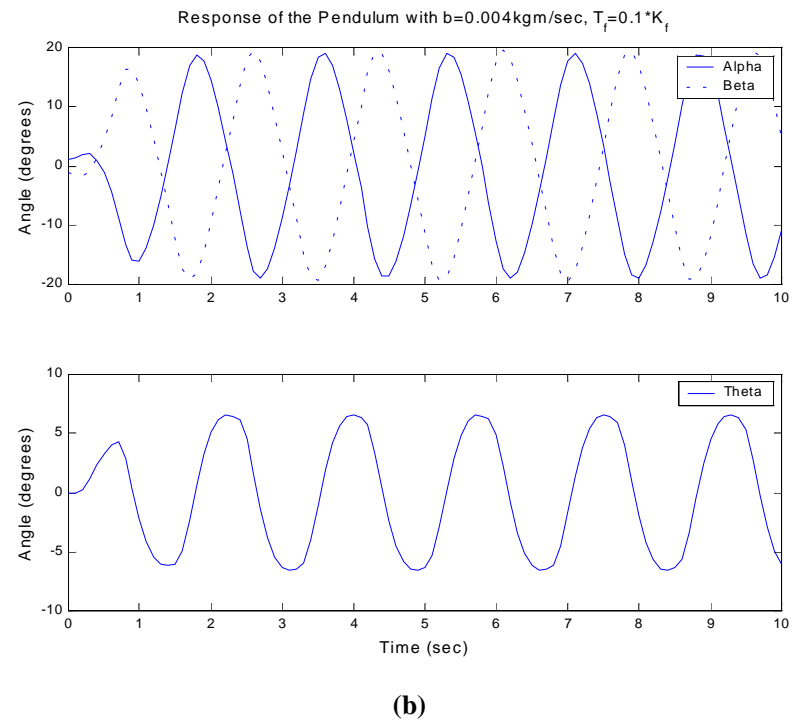 Response of the Pendulum with b=0.004kgm/sec, T_f=0.1*K_f
20
10
0
-10
-20
Angle (degrees)
Alpha
Beta
0 1 2 3 4 5 6 7 8 9 10
10
5
0
-5
-10
Angle (degrees)
Theta
0 1 2 3 4 5 6 7 8 9 10
Time (sec)
(b)